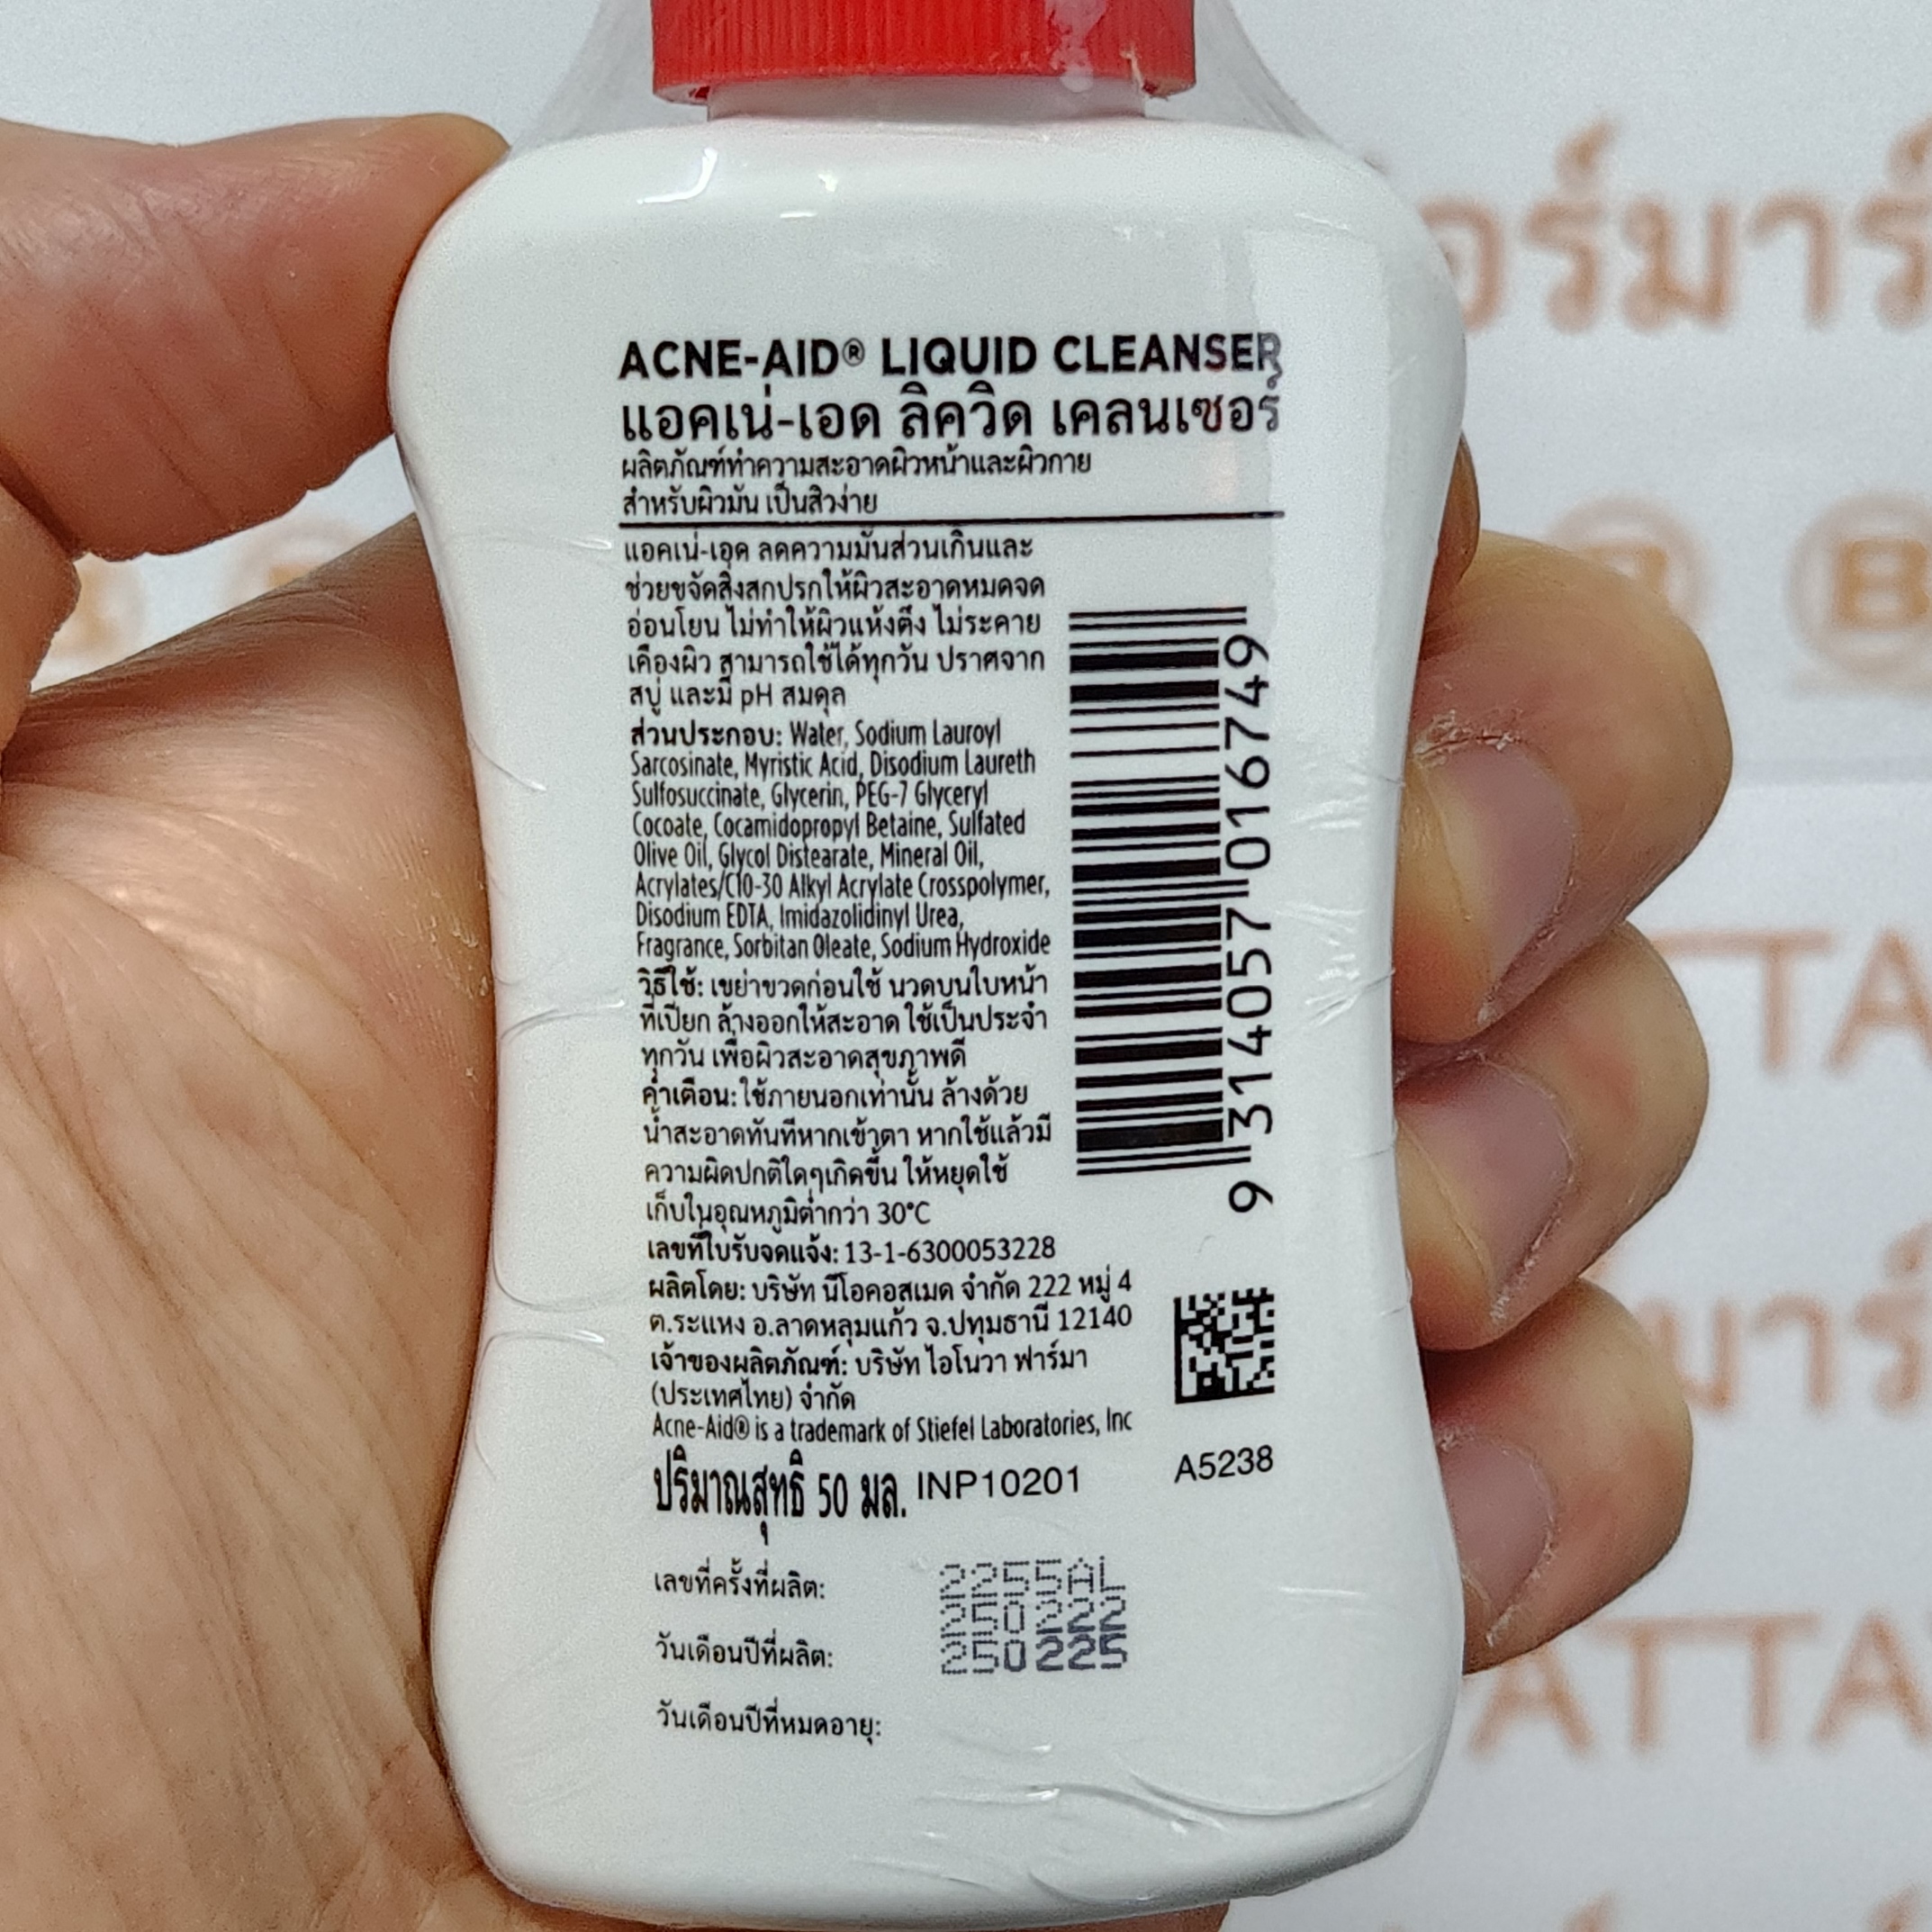 ACNE-AID® LIQUID CLEANSER
แอคเน่-เอด ลิควิด เคลนเซอร์
ผลิตภัณฑ์ทำความสะอาดผิวหน้าและผิวกาย
สำหรับผิวมัน เป็นสิวง่าย
แอคเน่-เอด ลดความมันส่วนเกินและ
ช่วยขจัดสิ่งสกปรกให้ผิวสะอาดหมดจด
อ่อนโยน ไม่ทำให้ผิวแห้งตึง ไม่ระคาย
เคืองผิว สามารถใช้ได้ทุกวัน ปราศจาก
สบู่ และมี pH สมดุล
ส่วนประกอบ: Water, Sodium Lauroyl
Sarcosinate, Myristic Acid, Disodium Laureth
Sulfosuccinate, Glycerin, PEG-7 Glyceryl
Cocoate, Cocamidopropyl Betaine, Sulfated
Olive Oil, Glycol Distearate, Mineral Oil,
Acrylates/C10-30 Alkyl Acrylate Crosspolymer,
Disodium EDTA, Imidazolidinyl Urea,
Fragrance, Sorbitan Oleate, Sodium Hydroxide
วิธีใช้: เขย่าขวดก่อนใช้ นวดบนใบหน้า
ที่เปียก ล้างออกให้สะอาด ใช้เป็นประจำ
ทุกวัน เพื่อผิวสะอาดสุขภาพดี
คำเตือน: ใช้ภายนอกเท่านั้น ล้างด้วย
น้ำสะอาดทันทีหากเข้าตา หากใช้แล้วมี
ความผิดปกติใดๆเกิดขึ้น ให้หยุดใช้
เก็บในอุณหภูมิต่ำกว่า 30°C
เลขที่ใบรับจดแจ้ง: 13-1-6300053228
ผลิตโดย: บริษัท นีโอคอสเมด จำกัด 222 หมู่ 4
ต.ระแหง อ.ลาดหลุมแก้ว จ.ปทุมธานี 12140
เจ้าของผลิตภัณฑ์: บริษัท ไอโนวา ฟาร์มา
(ประเทศไทย) จำกัด
Acne-Aid® is a trademark of Stiefel Laboratories, Inc
ปริมาณสุทธิ 50 มล. INP10201
A5238
9 314057 016749
เลขที่ครั้งที่ผลิต: 2255AL
250222
วันเดือนปีที่ผลิต: 250225
วันเดือนปีที่หมดอายุ: